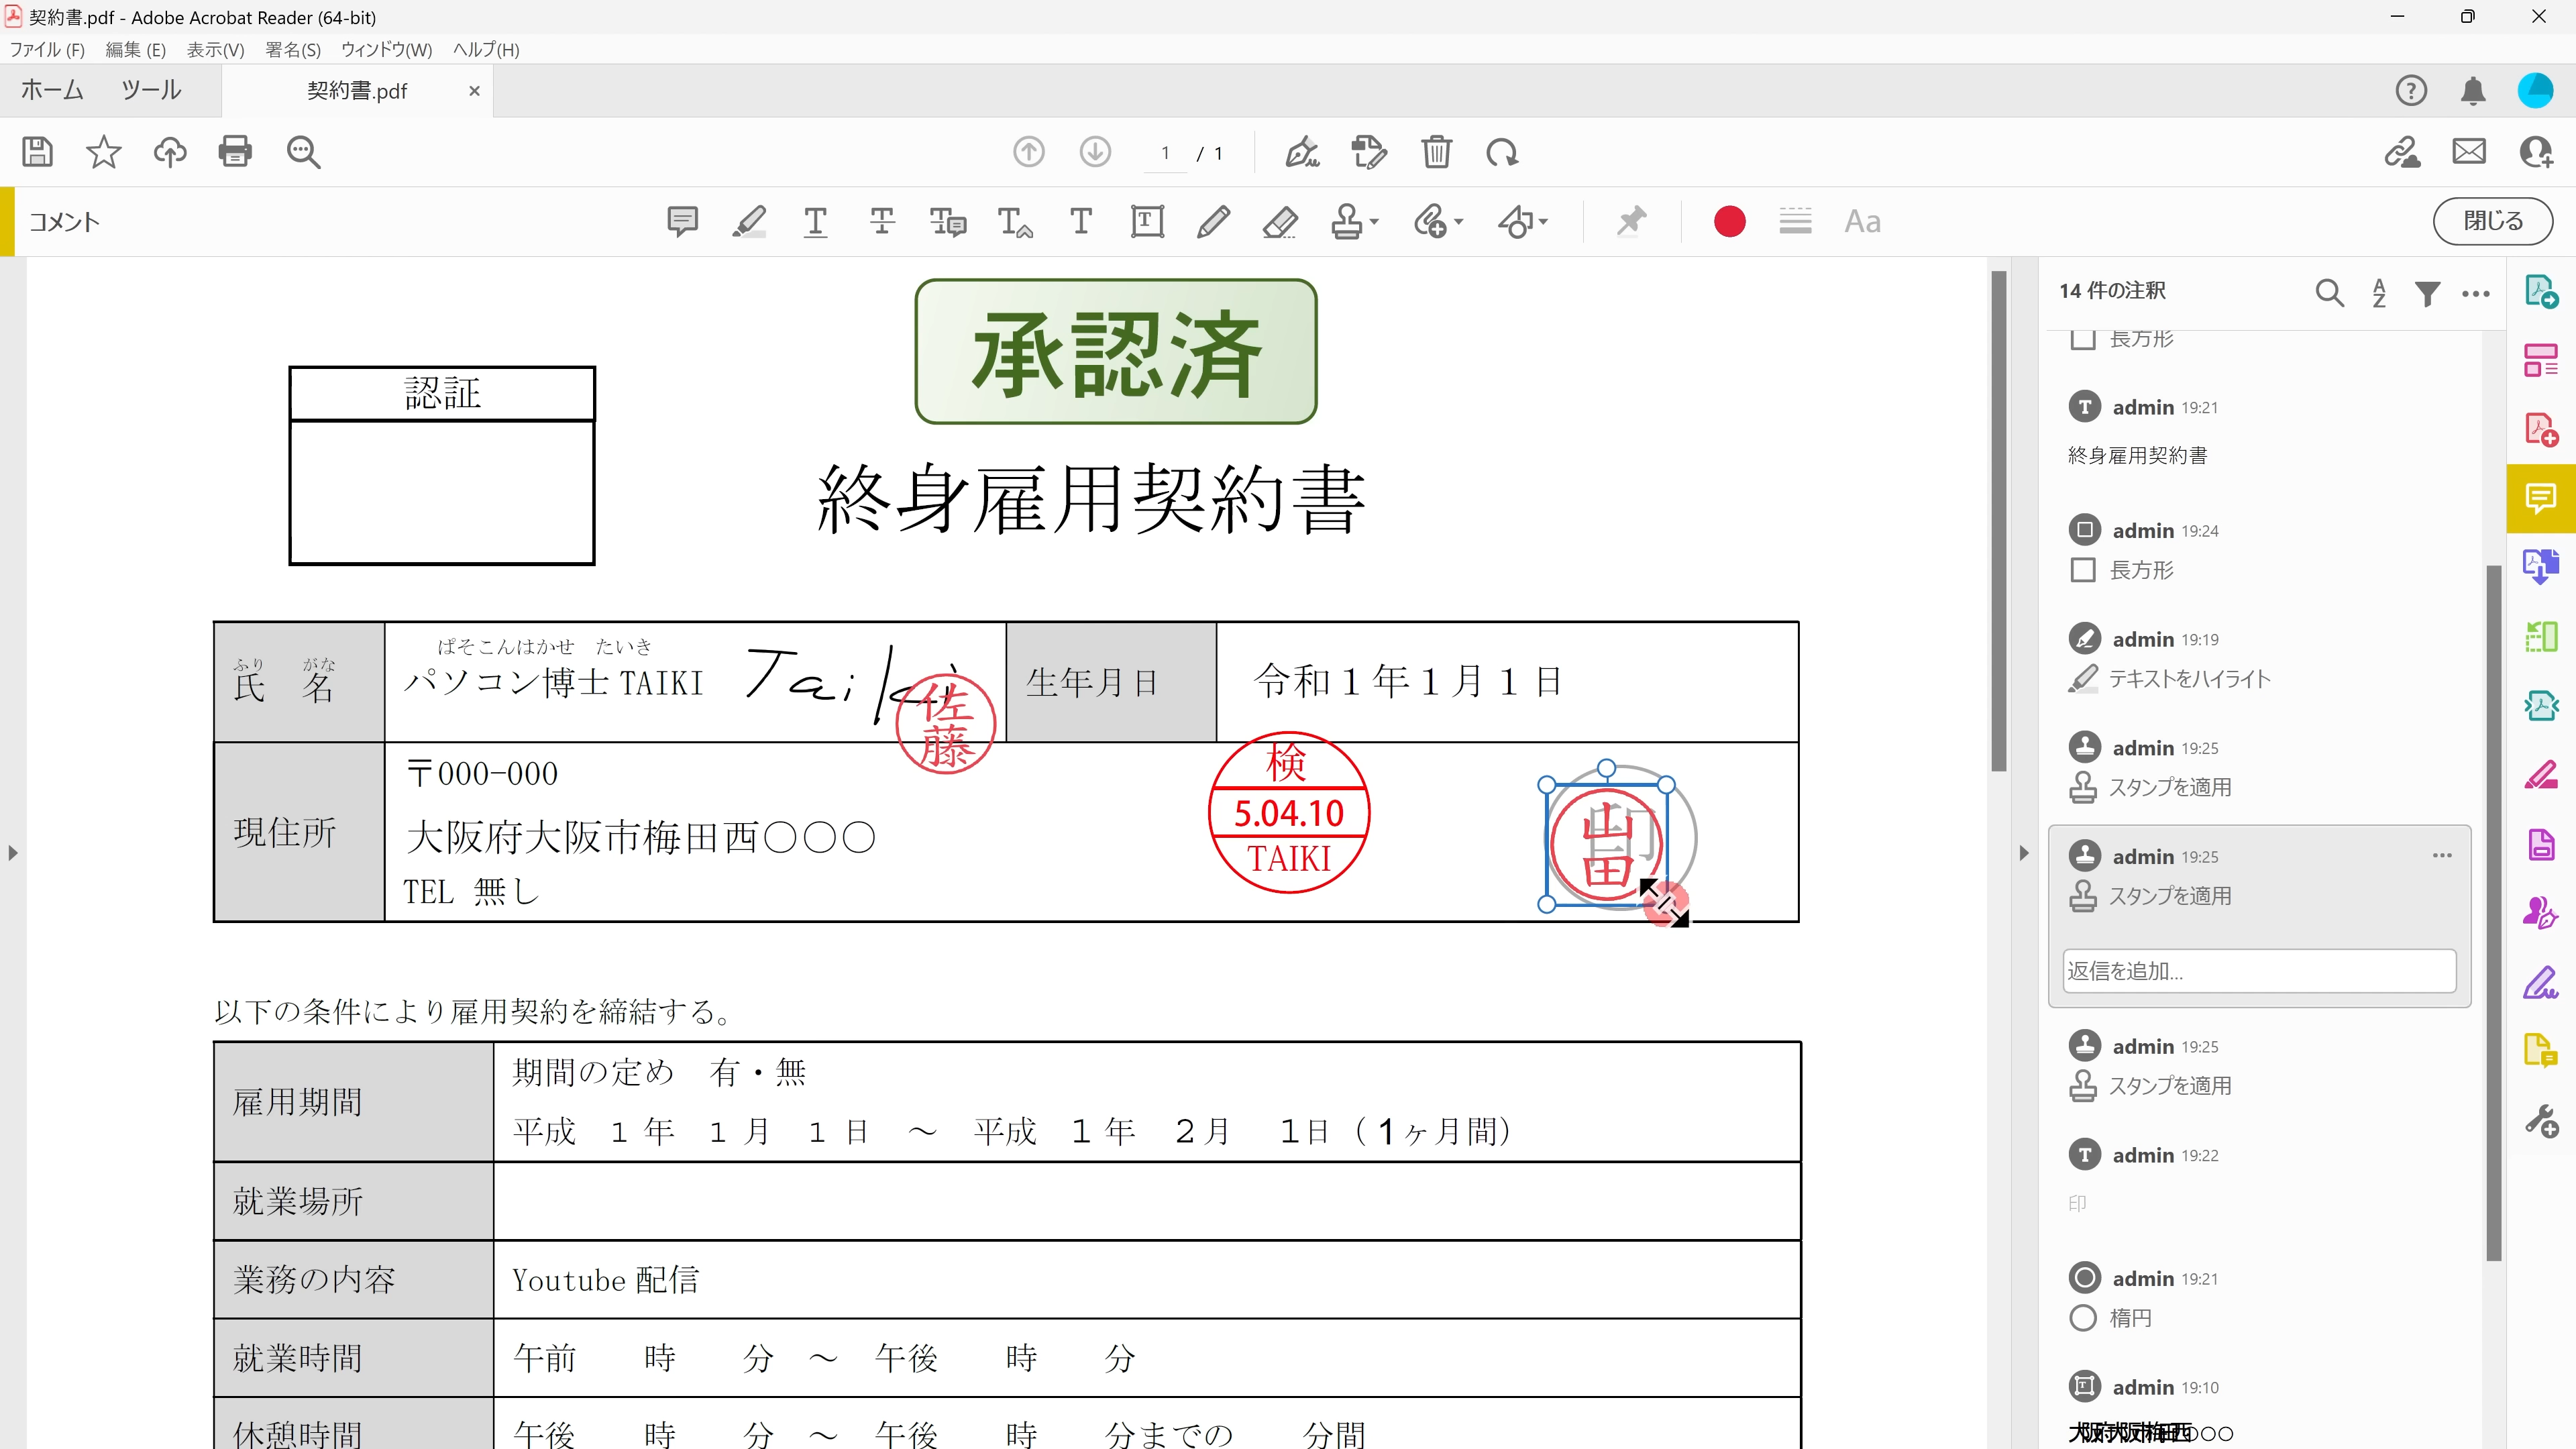 契約書.pdf - Adobe Acrobat Reader (64-bit)
ファイル(F) 編集(E) 表示(V) 署名(S) ウィンドウ(W) ヘルプ(H)
ホーム ツール 契約書.pdf ×
1 / 1
コメント
Aa
閉じる
承認済
認証
終身雇用契約書
ふり がな
氏 名
ぱそこんはかせ たいき
パソコン博士 TAIKI
Taiki
佐藤
生年月日
令和１年１月１日
現住所
〒000-000
大阪府大阪市梅田西〇〇〇
TEL 無し
検
5.04.10
TAIKI
印
山田
以下の条件により雇用契約を締結する。
雇用期間
期間の定め 有・無
平成 1 年 1 月 1 日 ～ 平成 1年 2月 1日（1ヶ月間）
就業場所
業務の内容
Youtube 配信
就業時間
午前 時 分 ～ 午後 時 分
休憩時間
午後 時 分 ～ 午後 時 分までの 分間
14 件の注釈
長方形
admin 19:21
終身雇用契約書
admin 19:24
長方形
admin 19:19
テキストをハイライト
admin 19:25
スタンプを適用
admin 19:25
スタンプを適用
返信を追加...
admin 19:25
スタンプを適用
admin 19:22
印
admin 19:21
楕円
admin 19:10
大阪府大阪市梅田西〇〇〇